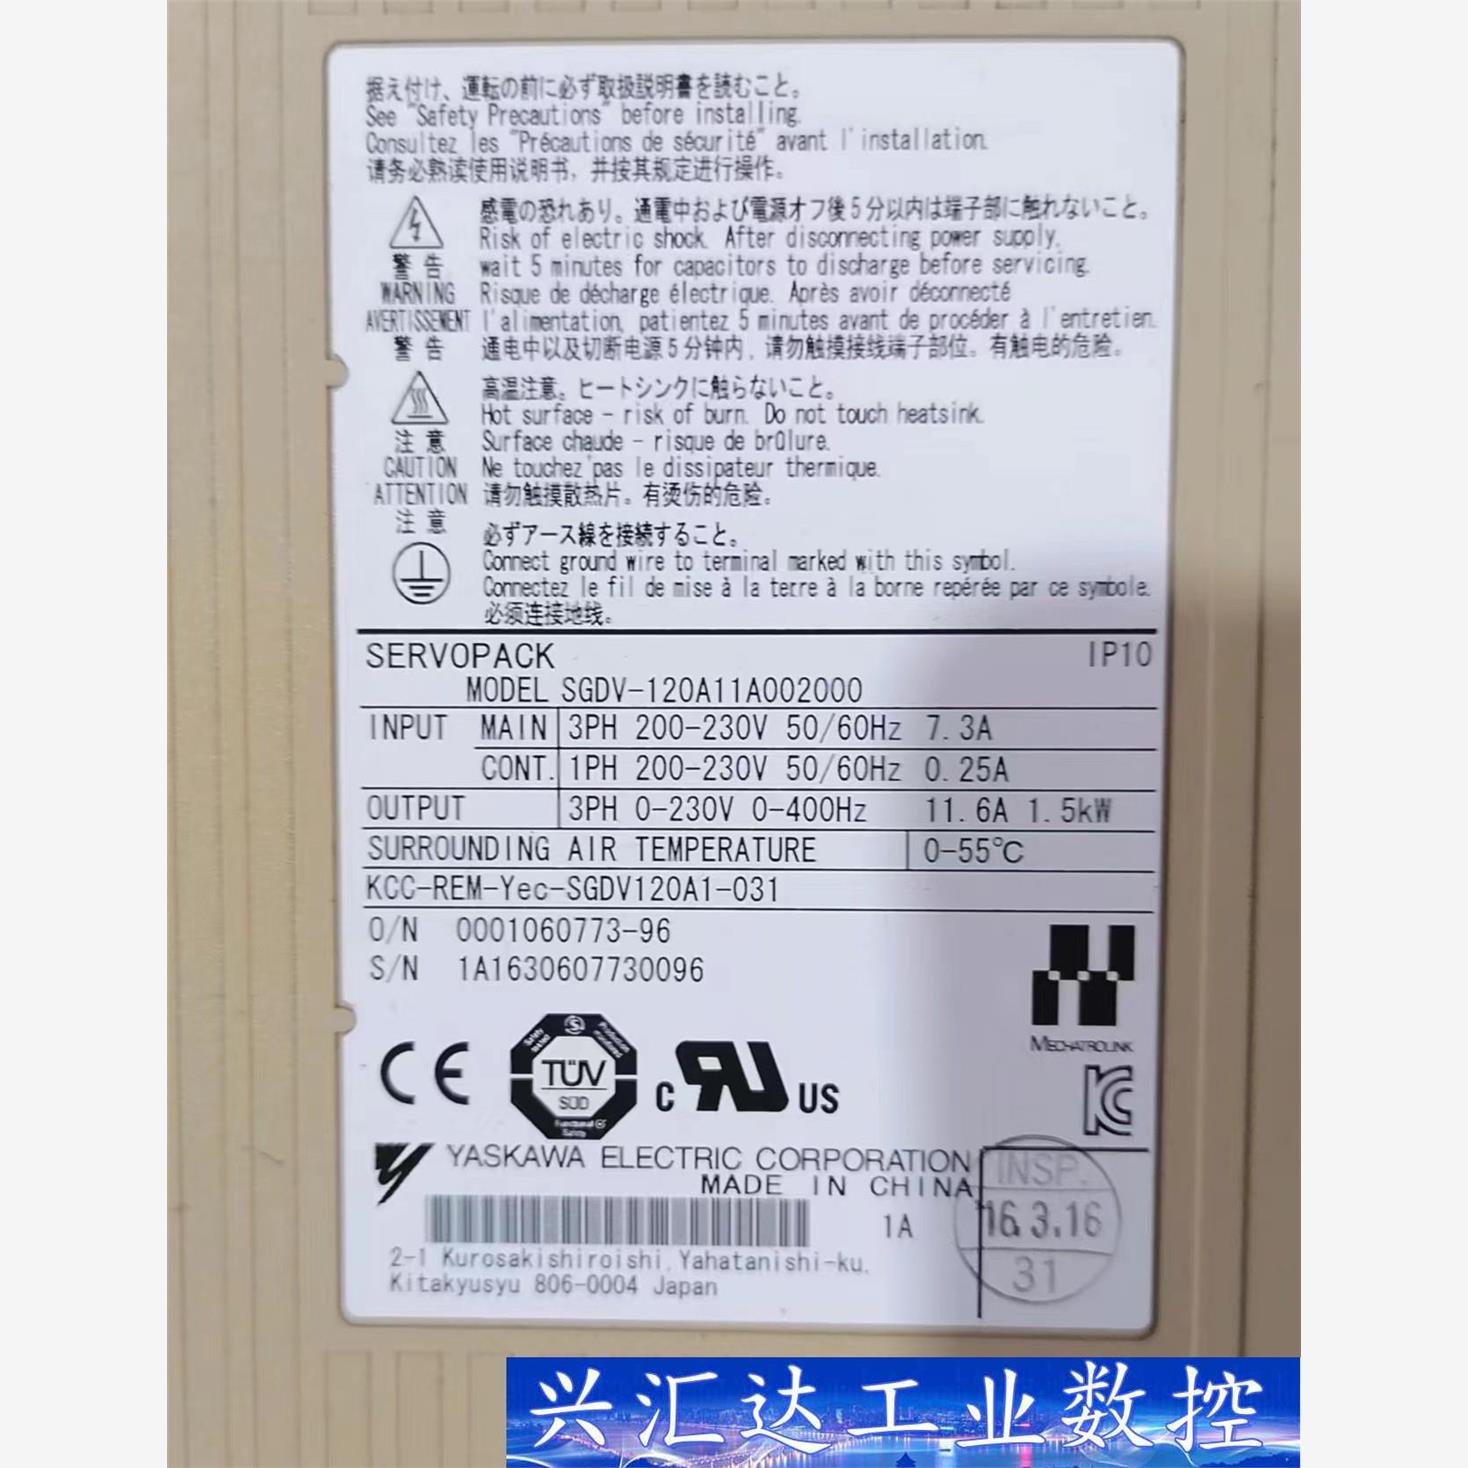 据え付け、運転の前に必ず取扱説明書を読むこと。
See "Safety Precautions" before installing.
Consultez les "Précautions de sécurité" avant l'installation.
请务必熟读使用说明书，并按其规定进行操作。
感電の恐れあり。通電中および電源オフ後5分以内は端子部に触れないこと。
Risk of electric shock. After disconnecting power supply,
警告 wait 5 minutes for capacitors to discharge before servicing.
WARNING Risque de décharge électrique. Après avoir déconnecté
AVERTISSEMENT l'alimentation, patientez 5 minutes avant de procéder à l'entretien.
警告 通电中以及切断电源5分钟内，请勿触摸接线端子部位。有触电的危险。
高温注意。ヒートシンクに触らないこと。
Hot surface - risk of burn. Do not touch heatsink.
注意 Surface chaude - risque de brûlure.
CAUTION Ne touchez pas le dissipateur thermique.
ATTENTION 请勿触摸散热片。有烫伤的危险。
注意
必ずアース線を接続すること。
Connect ground wire to terminal marked with this symbol.
Connectez le fil de mise à la terre à la borne repérée par ce symbole.
必须连接地线。
SERVOPACK IP10
MODEL SGDV-120A11A002000
INPUT MAIN 3PH 200-230V 50/60Hz 7.3A
CONT. 1PH 200-230V 50/60Hz 0.25A
OUTPUT 3PH 0-230V 0-400Hz 11.6A 1.5kW
SURROUNDING AIR TEMPERATURE 0-55℃
KCC-REM-Yec-SGDV120A1-031
O/N 0001060773-96
S/N 1A1630607730096
MECHATROLINK
CE TÜV SÜD c RU US KC
YASKAWA ELECTRIC CORPORATION
MADE IN CHINA
1A
INSP.
16.3.16
31
2-1 Kurosakishiroishi, Yahatanishi-ku,
Kitakyusyu 806-0004 Japan
兴汇达工业数控